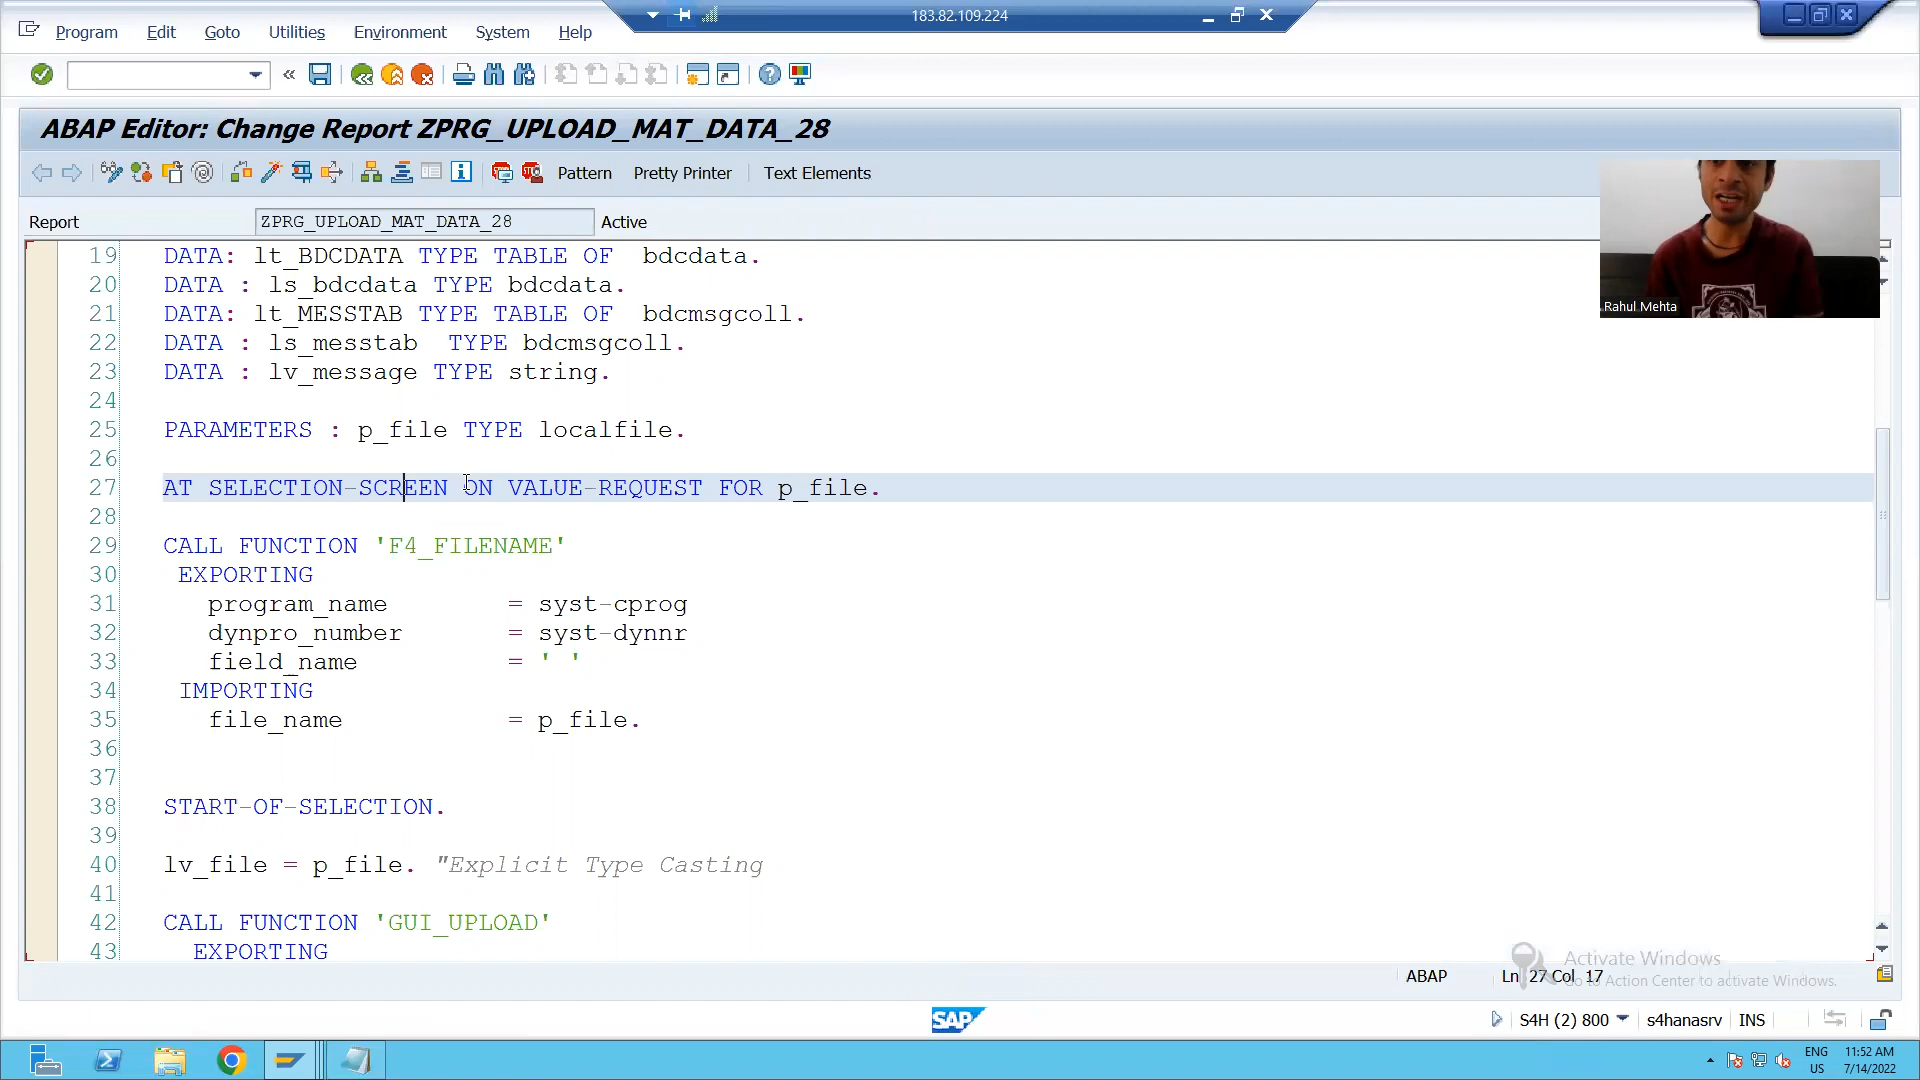 183.82.109.224
Program Edit Goto Utilities Environment System Help
ABAP Editor: Change Report ZPRG_UPLOAD_MAT_DATA_28
Pattern Pretty Printer Text Elements
Report ZPRG_UPLOAD_MAT_DATA_28 Active
Rahul Mehta
19 DATA: lt_BDCDATA TYPE TABLE OF bdcdata.
20 DATA : ls_bdcdata TYPE bdcdata.
21 DATA: lt_MESSTAB TYPE TABLE OF bdcmsgcoll.
22 DATA : ls_messtab TYPE bdcmsgcoll.
23 DATA : lv_message TYPE string.
24
25 PARAMETERS : p_file TYPE localfile.
26
27 AT SELECTION-SCREEN ON VALUE-REQUEST FOR p_file.
28
29 CALL FUNCTION 'F4_FILENAME'
30 EXPORTING
31 program_name = syst-cprog
32 dynpro_number = syst-dynnr
33 field_name = ' '
34 IMPORTING
35 file_name = p_file.
36
37
38 START-OF-SELECTION.
39
40 lv_file = p_file. "Explicit Type Casting
41
42 CALL FUNCTION 'GUI_UPLOAD'
43 EXPORTING
Activate Windows
Go to Action Center to activate Windows.
ABAP Ln 27 Col 17
SAP
S4H (2) 800 s4hanasrv INS
ENG 11:52 AM
US 7/14/2022